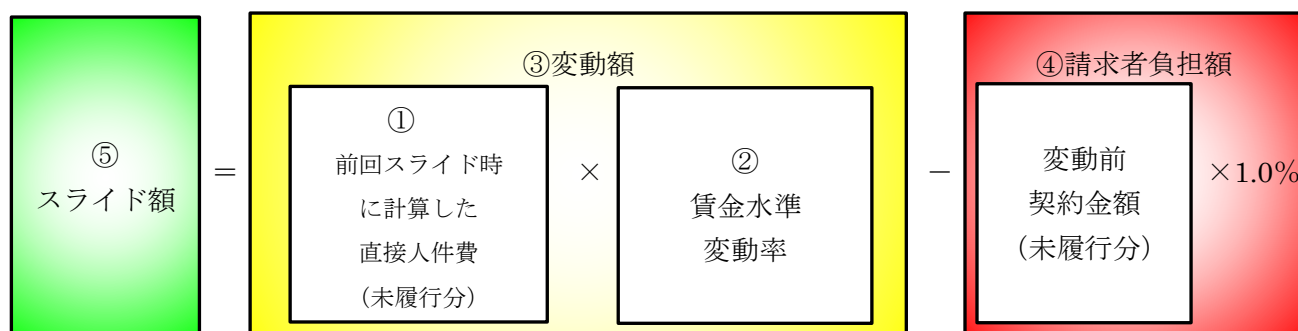 ⑤
スライド額
＝
③変動額
①
前回スライド時
に計算した
直接人件費
（未履行分）
×
②
賃金水準
変動率
－
④請求者負担額
変動前
契約金額
（未履行分）
×1.0%